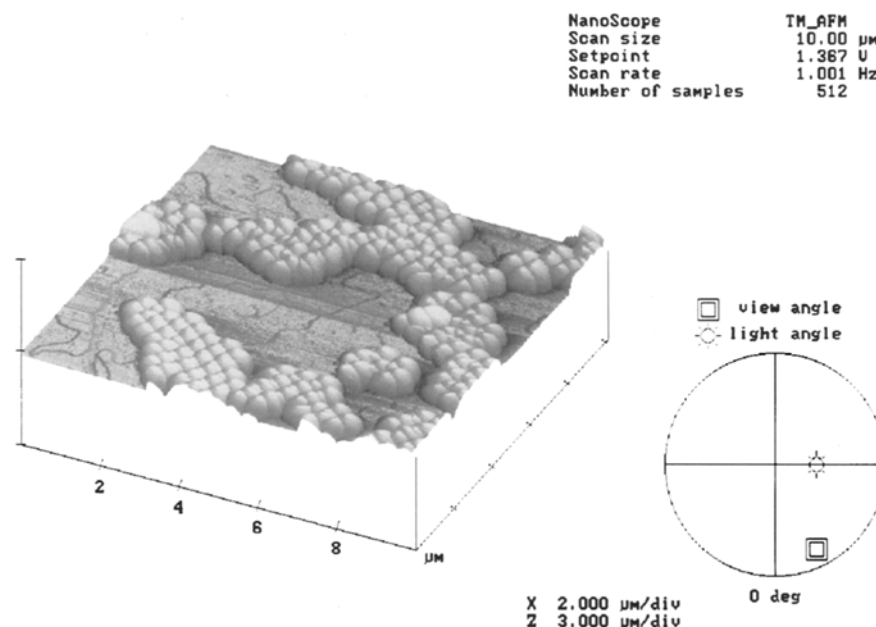 NanoScope TM_AFM
Scan size 10.00 µm
Setpoint 1.367 V
Scan rate 1.001 Hz
Number of samples 512
view angle
light angle
2
4
6
8
µm
0 deg
X 2.000 µm/div
Z 3.000 µm/div